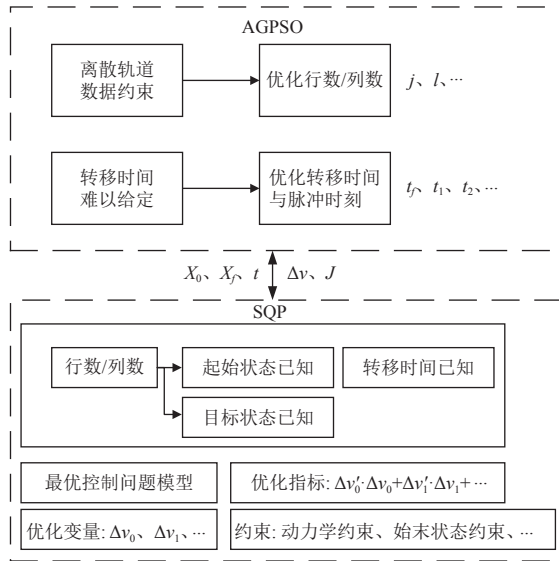 AGPSO
离散轨道
数据约束
优化行数/列数
j、l、…
转移时间
难以给定
优化转移时间
与脉冲时刻
t_f、t_1、t_2、…
X_0、X_f、t
Δv、J
SQP
行数/列数
起始状态已知
转移时间已知
目标状态已知
最优控制问题模型
优化指标: Δv_0′·Δv_0+Δv_1′·Δv_1+…
优化变量: Δv_0、Δv_1、…
约束: 动力学约束、始末状态约束、…